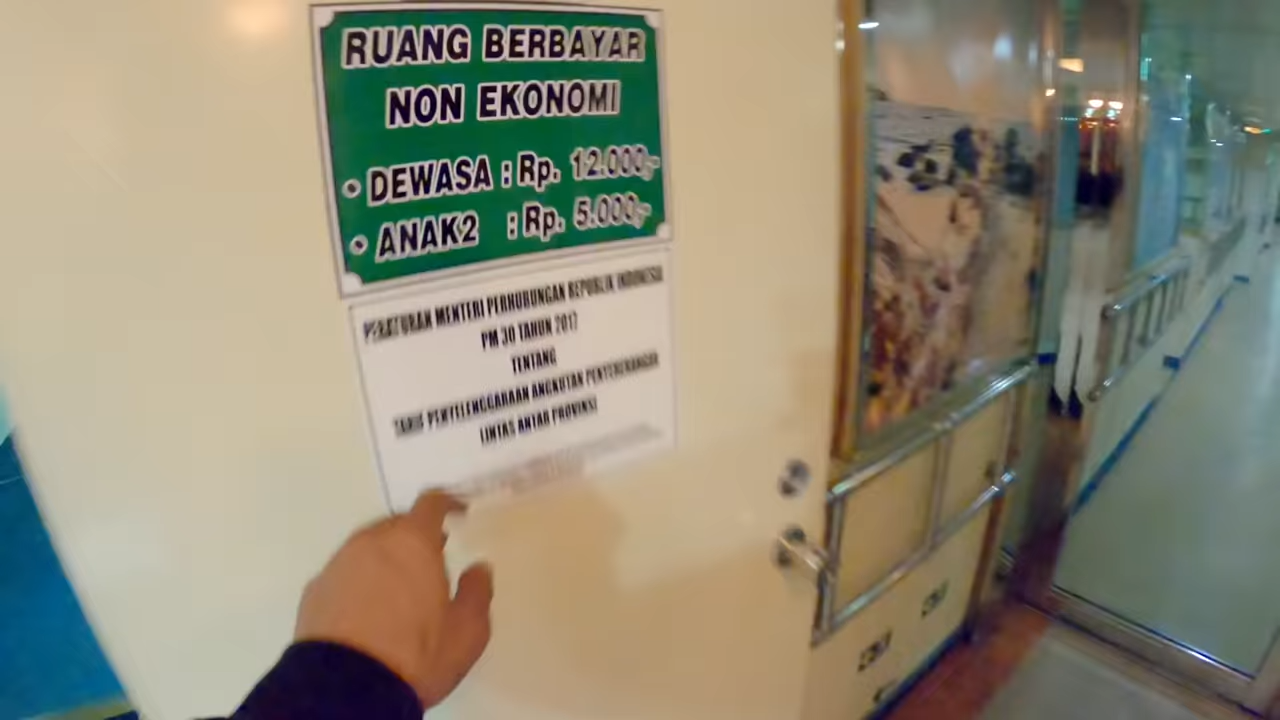 RUANG BERBAYAR
NON EKONOMI
• DEWASA : Rp. 12.000,-
• ANAK2 : Rp. 5.000,-
PERATURAN MENTERI PERHUBUNGAN REPUBLIK INDONESIA
PM 30 TAHUN 2017
TENTANG
TARIF PENYELENGGARAAN ANGKUTAN PENYEBERANGAN
LINTAS ANTAR PROVINSI